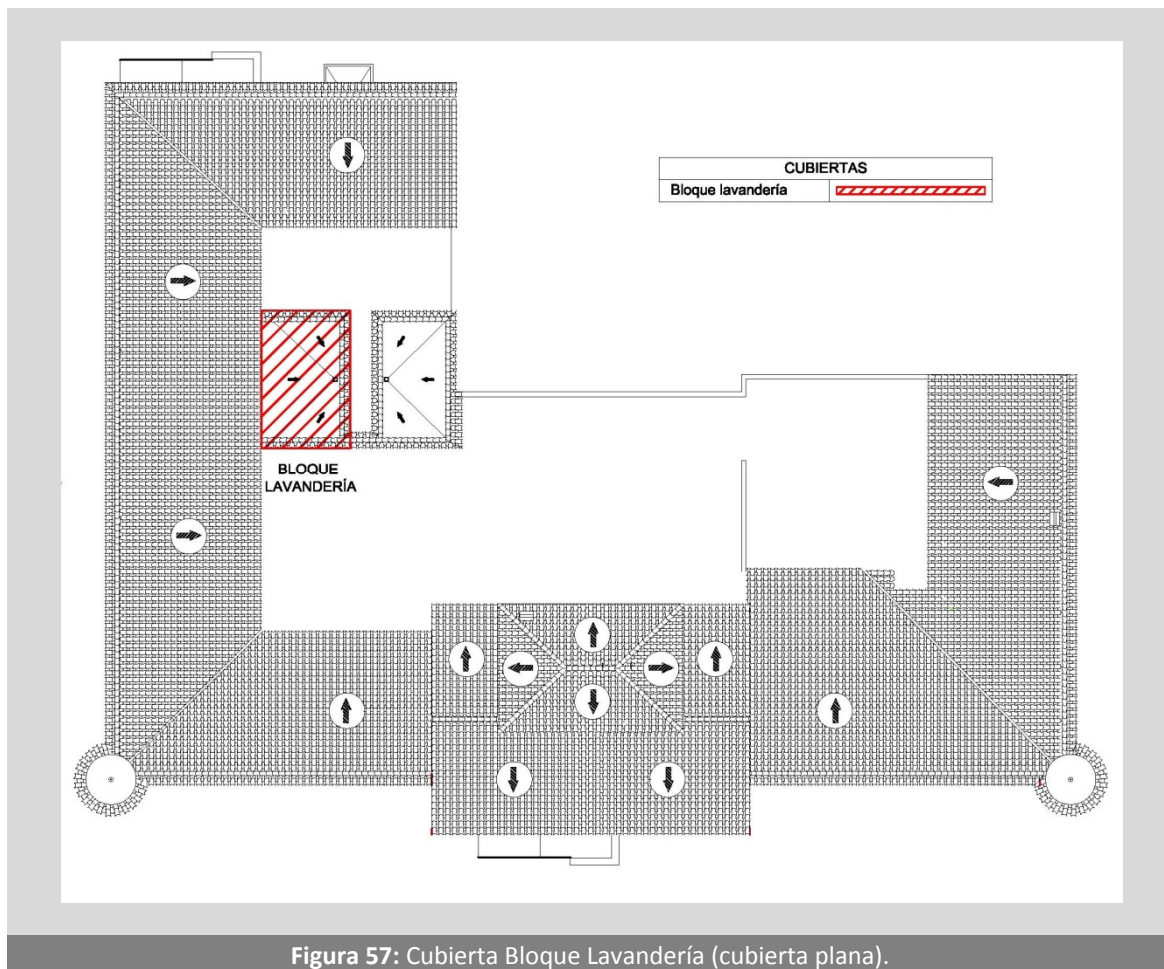 CUBIERTAS
Bloque lavandería
BLOQUE
LAVANDERÍA
Figura 57: Cubierta Bloque Lavandería (cubierta plana).